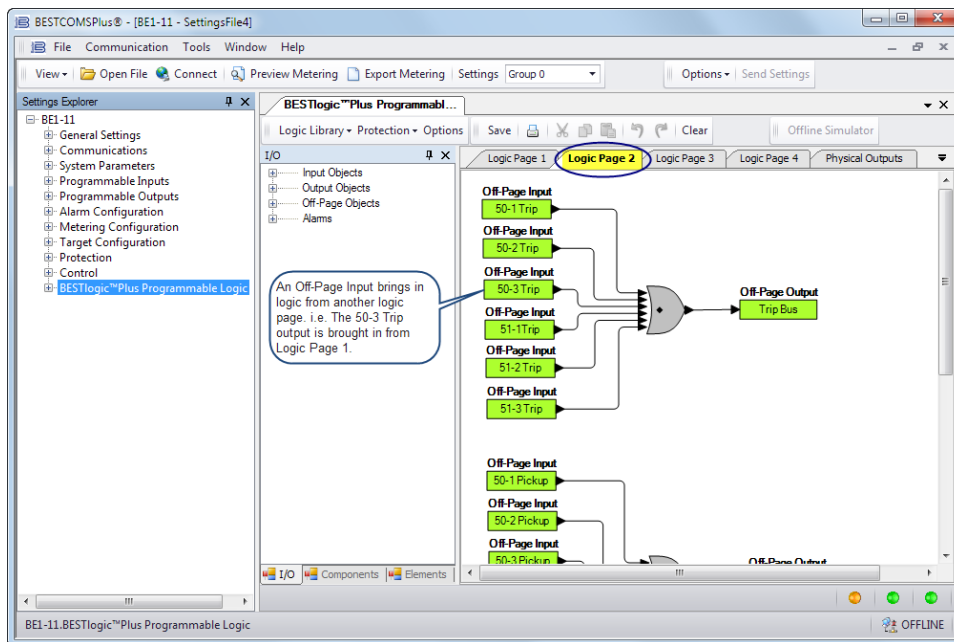 BESTCOMSPlus® - [BE1-11 - SettingsFile4]
File Communication Tools Window Help
View Open File Connect Preview Metering Export Metering Settings Group 0 Options Send Settings
Settings Explorer
BE1-11
General Settings
Communications
System Parameters
Programmable Inputs
Programmable Outputs
Alarm Configuration
Metering Configuration
Target Configuration
Protection
Control
BESTlogic™Plus Programmable Logic
BESTlogic™Plus Programmabl...
Logic Library Protection Options Save Clear Offline Simulator
I/O
Input Objects
Output Objects
Off-Page Objects
Alarms
I/O Components Elements
Logic Page 1 Logic Page 2 Logic Page 3 Logic Page 4 Physical Outputs
An Off-Page Input brings in
logic from another logic
page. i.e. The 50-3 Trip
output is brought in from
Logic Page 1.
Off-Page Input
50-1 Trip
Off-Page Input
50-2 Trip
Off-Page Input
50-3 Trip
Off-Page Input
51-1Trip
Off-Page Input
51-2 Trip
Off-Page Input
51-3 Trip
Off-Page Output
Trip Bus
Off-Page Input
50-1 Pickup
Off-Page Input
50-2 Pickup
Off-Page Input
50-3 Pickup
Off-Page Output
BE1-11.BESTlogic™Plus Programmable Logic
OFFLINE